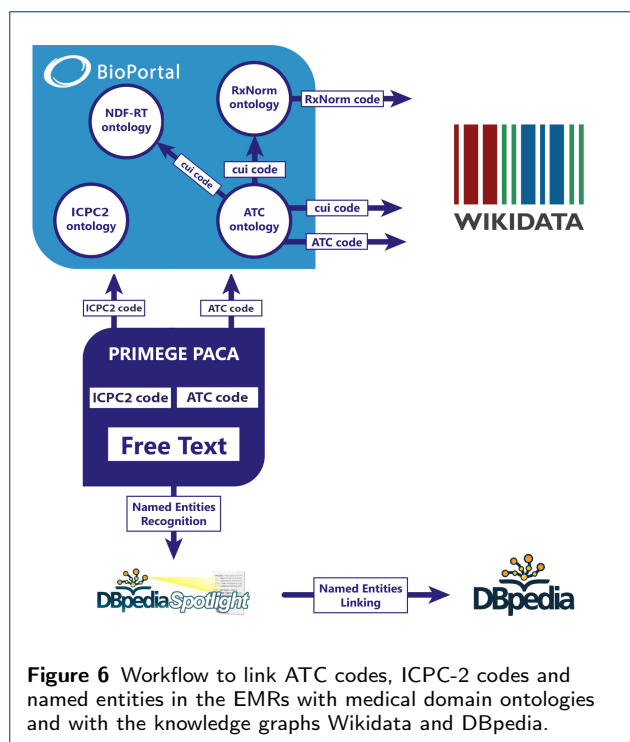 BioPortal
RxNorm
ontology
RxNorm code
NDF-RT
ontology
cui code
cui code
ICPC2
ontology
ATC
ontology
cui code
ATC code
WIKIDATA
ICPC2 code
ATC code
PRIMEGE PACA
ICPC2 code
ATC code
Free Text
Named Entities
Recognition
DBpedia Spotlight
Named Entities
Linking
DBpedia
Figure 6 Workflow to link ATC codes, ICPC-2 codes and
named entities in the EMRs with medical domain ontologies
and with the knowledge graphs Wikidata and DBpedia.